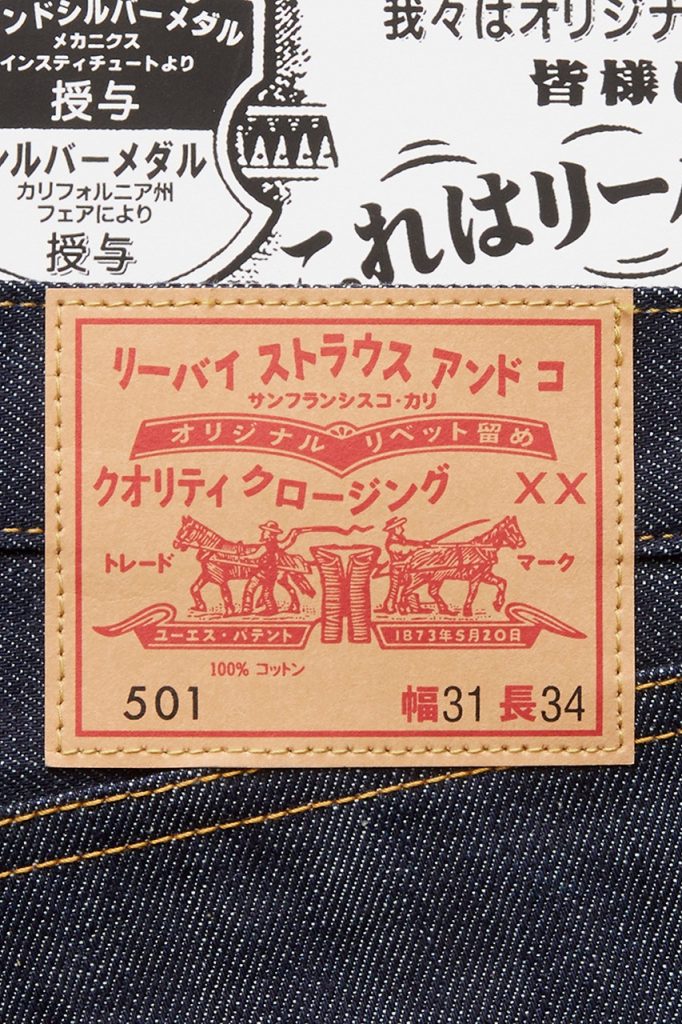 ンドシルバーメダル
メカニクス
インスティチュートより
授与
シルバーメダル
カリフォルニア州
フェアにより
授与
我々はオリジナ
皆様
これはリーバ
リーバイ ストラウス アンド コ
サンフランシスコ・カリ
オリジナル リベット留め
クオリティ クロージング XX
トレード マーク
ユーエス・パテント 1873年5月20日
100% コットン
501 幅31 長34